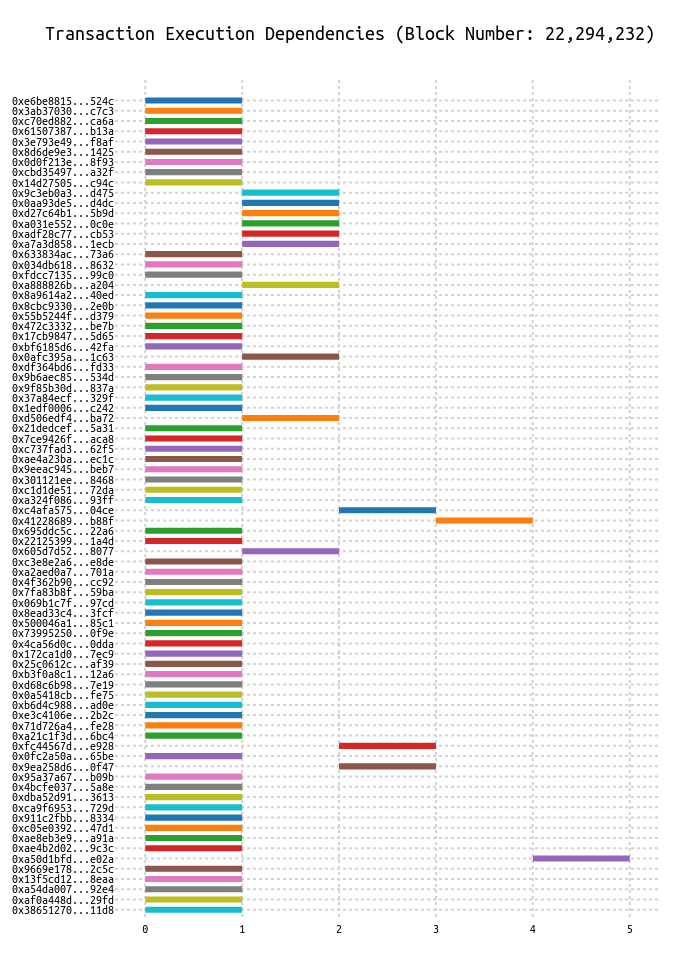 Transaction Execution Dependencies (Block Number: 22,294,232)
0xe6be8815...524c
0x3ab37030...c7c3
0xc70ed882...ca6a
0x61507387...b13a
0x3e793e49...f8af
0x8d6de9e3...1425
0x0d0f213e...8f93
0xcbd35497...a32f
0x14d27505...c94c
0x9c3eb0a3...d475
0x0aa93de5...d4dc
0xd27c64b1...5b9d
0xa031e552...0c0e
0xadf28c77...cb53
0xa7a3d858...1ecb
0x633834ac...73a6
0x034db618...8632
0xfdcc7135...99c0
0xa888826b...a204
0x8a9614a2...40ed
0x8cbc9330...2e0b
0x55b5244f...d379
0x472c3332...be7b
0x17cb9847...5d65
0xbf6185d6...42fa
0x0afc395a...1c63
0xdf364bd6...fd33
0x9b6aec85...534d
0x9f85b30d...837a
0x37a84ecf...329f
0x1edf0006...c242
0xd506edf4...ba72
0x21dedcef...5a31
0x7ce9426f...aca8
0xc737fad3...62f5
0xae4a23ba...ec1c
0x9eeac945...beb7
0x301121ee...8468
0xc1d1de51...72da
0xa324f086...93ff
0xc4afa575...04ce
0x41228689...b88f
0x695ddc5c...22a6
0x22125399...1a4d
0x605d7d52...8077
0xc3e8e2a6...e8de
0xa2aed0a7...701a
0x4f362b90...cc92
0x7fa83b8f...59ba
0x069b1c7f...97cd
0x8ead33c4...3fcf
0x500046a1...85c1
0x73995250...0f9e
0x4ca56d0c...0dda
0x172ca1d0...7ec9
0x25c0612c...af39
0xb3f0a8c1...12a6
0xd68c6b98...7e19
0x0a5418cb...fe75
0xb6d4c988...ad0e
0xe3c4106e...2b2c
0x71d726a4...fe28
0xa21c1f3d...6bc4
0xfc44567d...e928
0x0fc2a50a...65be
0x9ea258d6...0f47
0x95a37a67...b09b
0x4bcfe037...5a8e
0xdba52d91...3613
0xca9f6953...729d
0x911c2fbb...8334
0xc05e0392...47d1
0xae8eb3e9...a91a
0xae4b2d02...9c3c
0xa50d1bfd...e02a
0x9669e178...2c5c
0x13f5cd12...8eaa
0xa54da007...92e4
0xaf0a448d...29fd
0x38651270...11d8
0 1 2 3 4 5